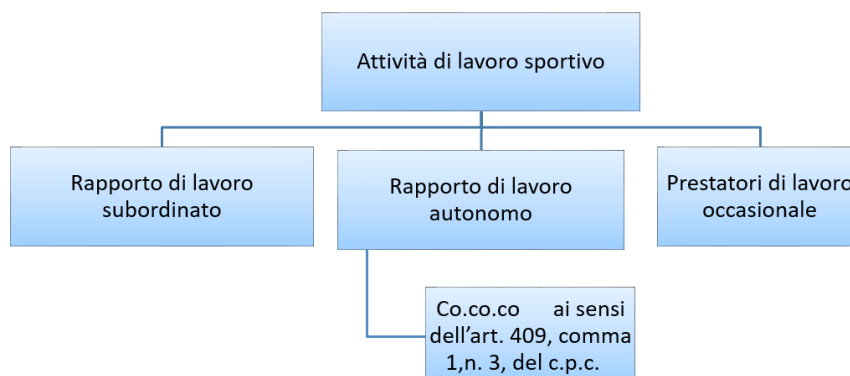 Attività di lavoro sportivo
Rapporto di lavoro
subordinato
Rapporto di lavoro
autonomo
Prestatori di lavoro
occasionale
Co.co.co ai sensi
dell’art. 409, comma
1,n. 3, del c.p.c.